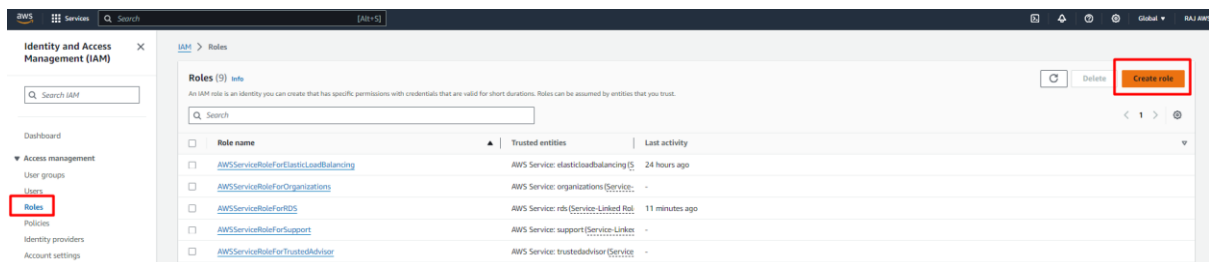 aws Services Search [Alt+S] Global RAJ AWS
Identity and Access Management (IAM)
Search IAM
Dashboard
Access management
User groups
Users
Roles
Policies
Identity providers
Account settings
IAM > Roles
Roles (9) Info
Delete
Create role
An IAM role is an identity you can create that has specific permissions with credentials that are valid for short durations. Roles can be assumed by entities that you trust.
Search
1
Role name Trusted entities Last activity
AWSServiceRoleForElasticLoadBalancing AWS Service: elasticloadbalancing (S 24 hours ago
AWSServiceRoleForOrganizations AWS Service: organizations (Service- -
AWSServiceRoleForRDS AWS Service: rds (Service-Linked Rol 11 minutes ago
AWSServiceRoleForSupport AWS Service: support (Service-Linked -
AWSServiceRoleForTrustedAdvisor AWS Service: trustedadvisor (Service -